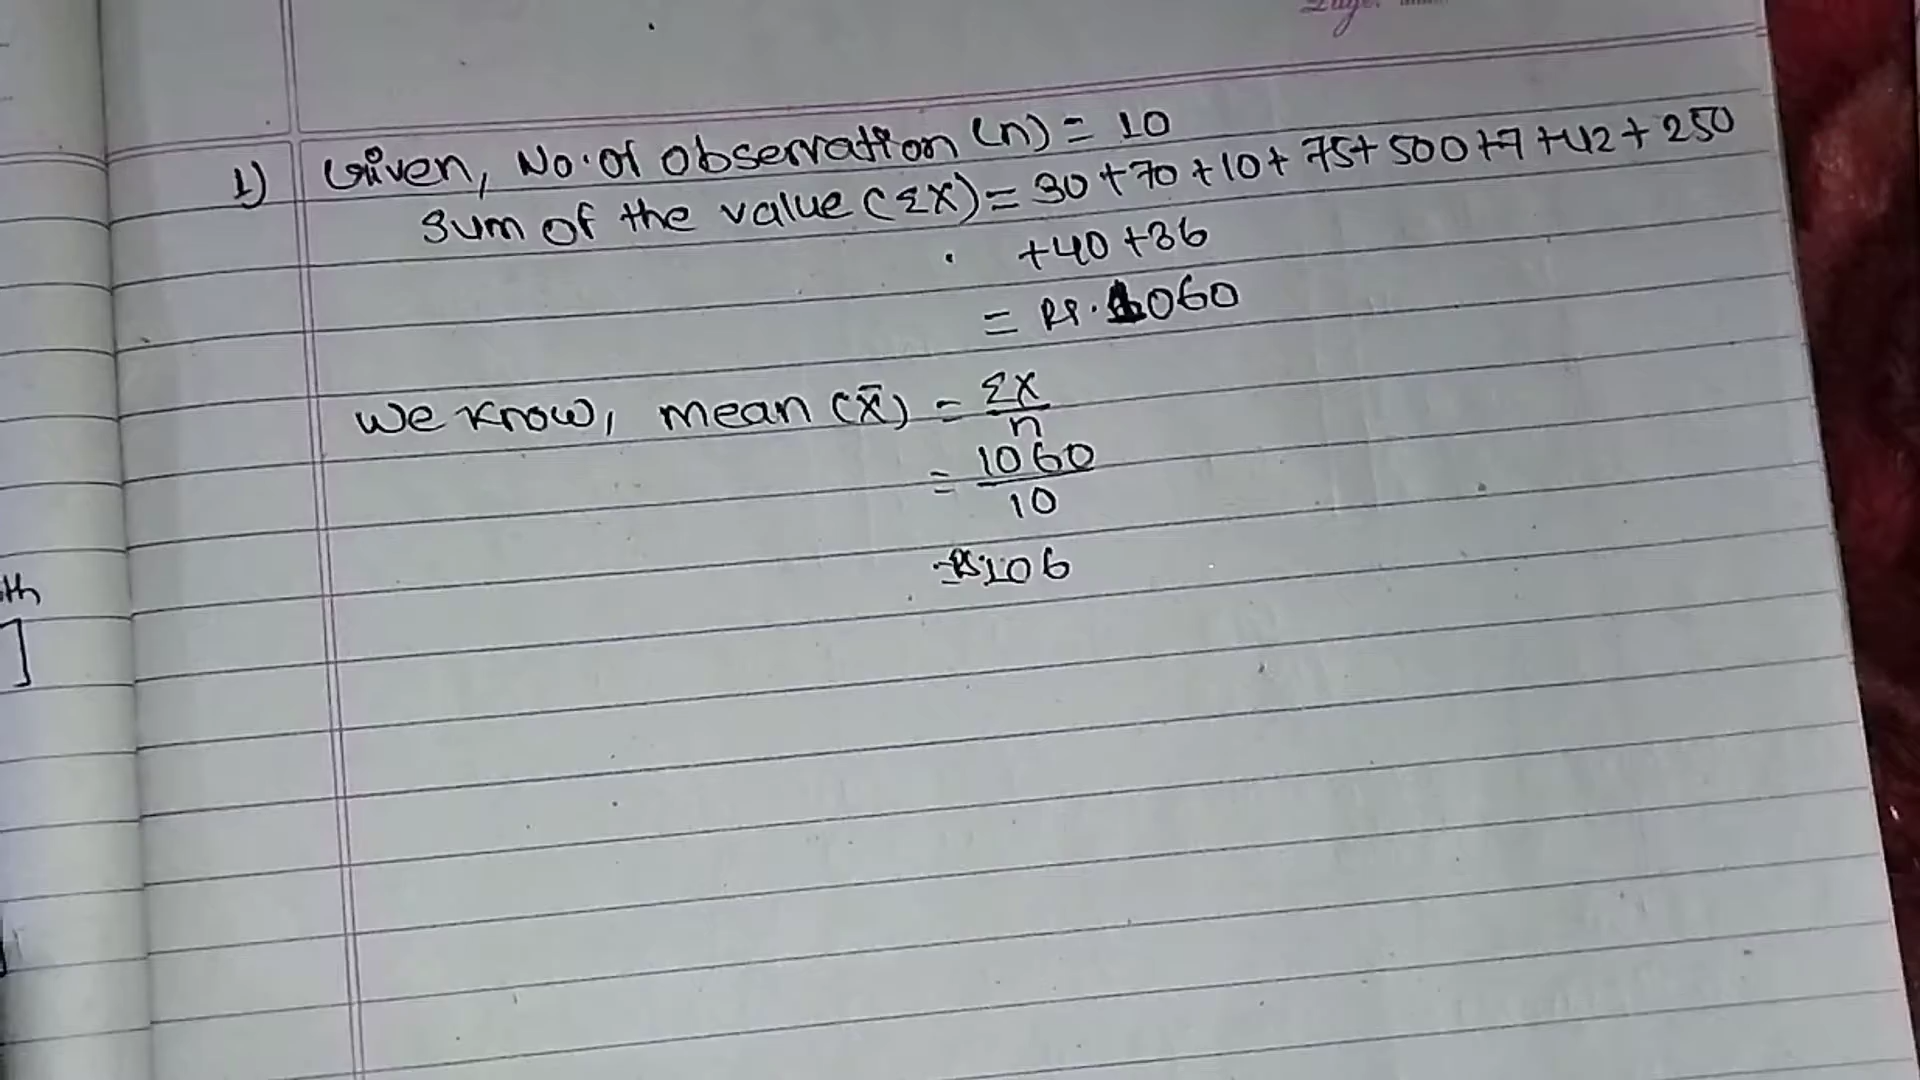 Page:
1) Given, No. of observation (n) = 10
Sum of the value (ΣX) = 30 + 70 + 10 + 75 + 500 + 7 + 42 + 250
+ 40 + 36
= Rs. 1060
We know, mean (X̄) = ΣX/n
= 1060/10
= Rs. 106
th
]